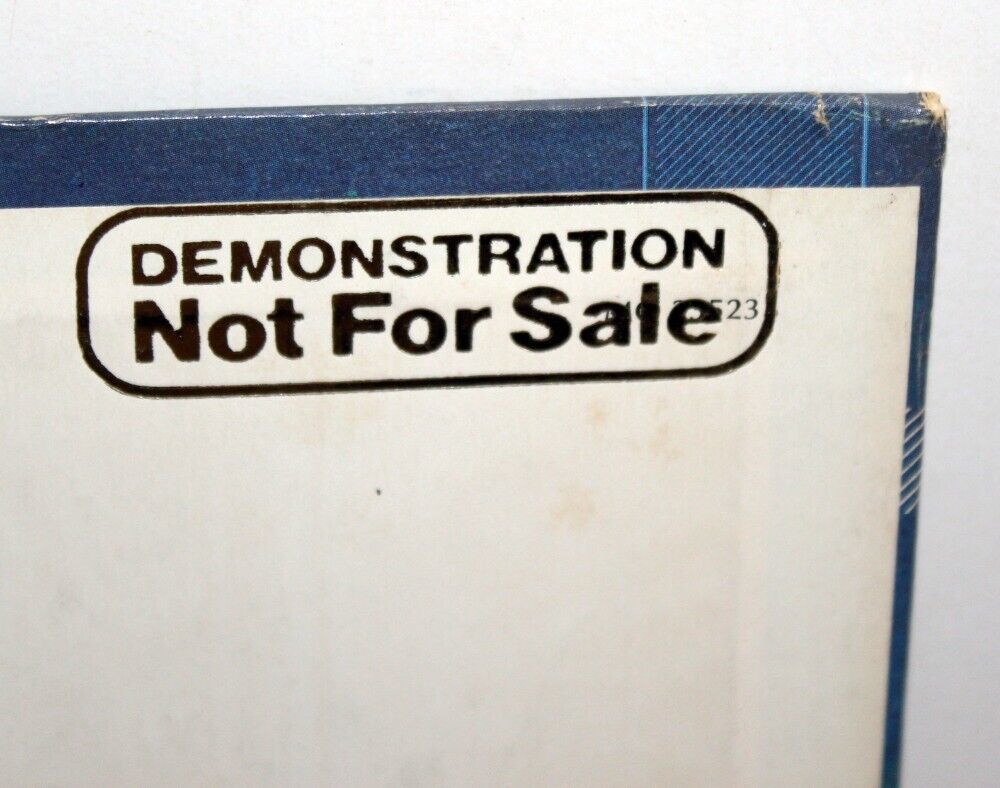 DEMONSTRATION
Not For Sale